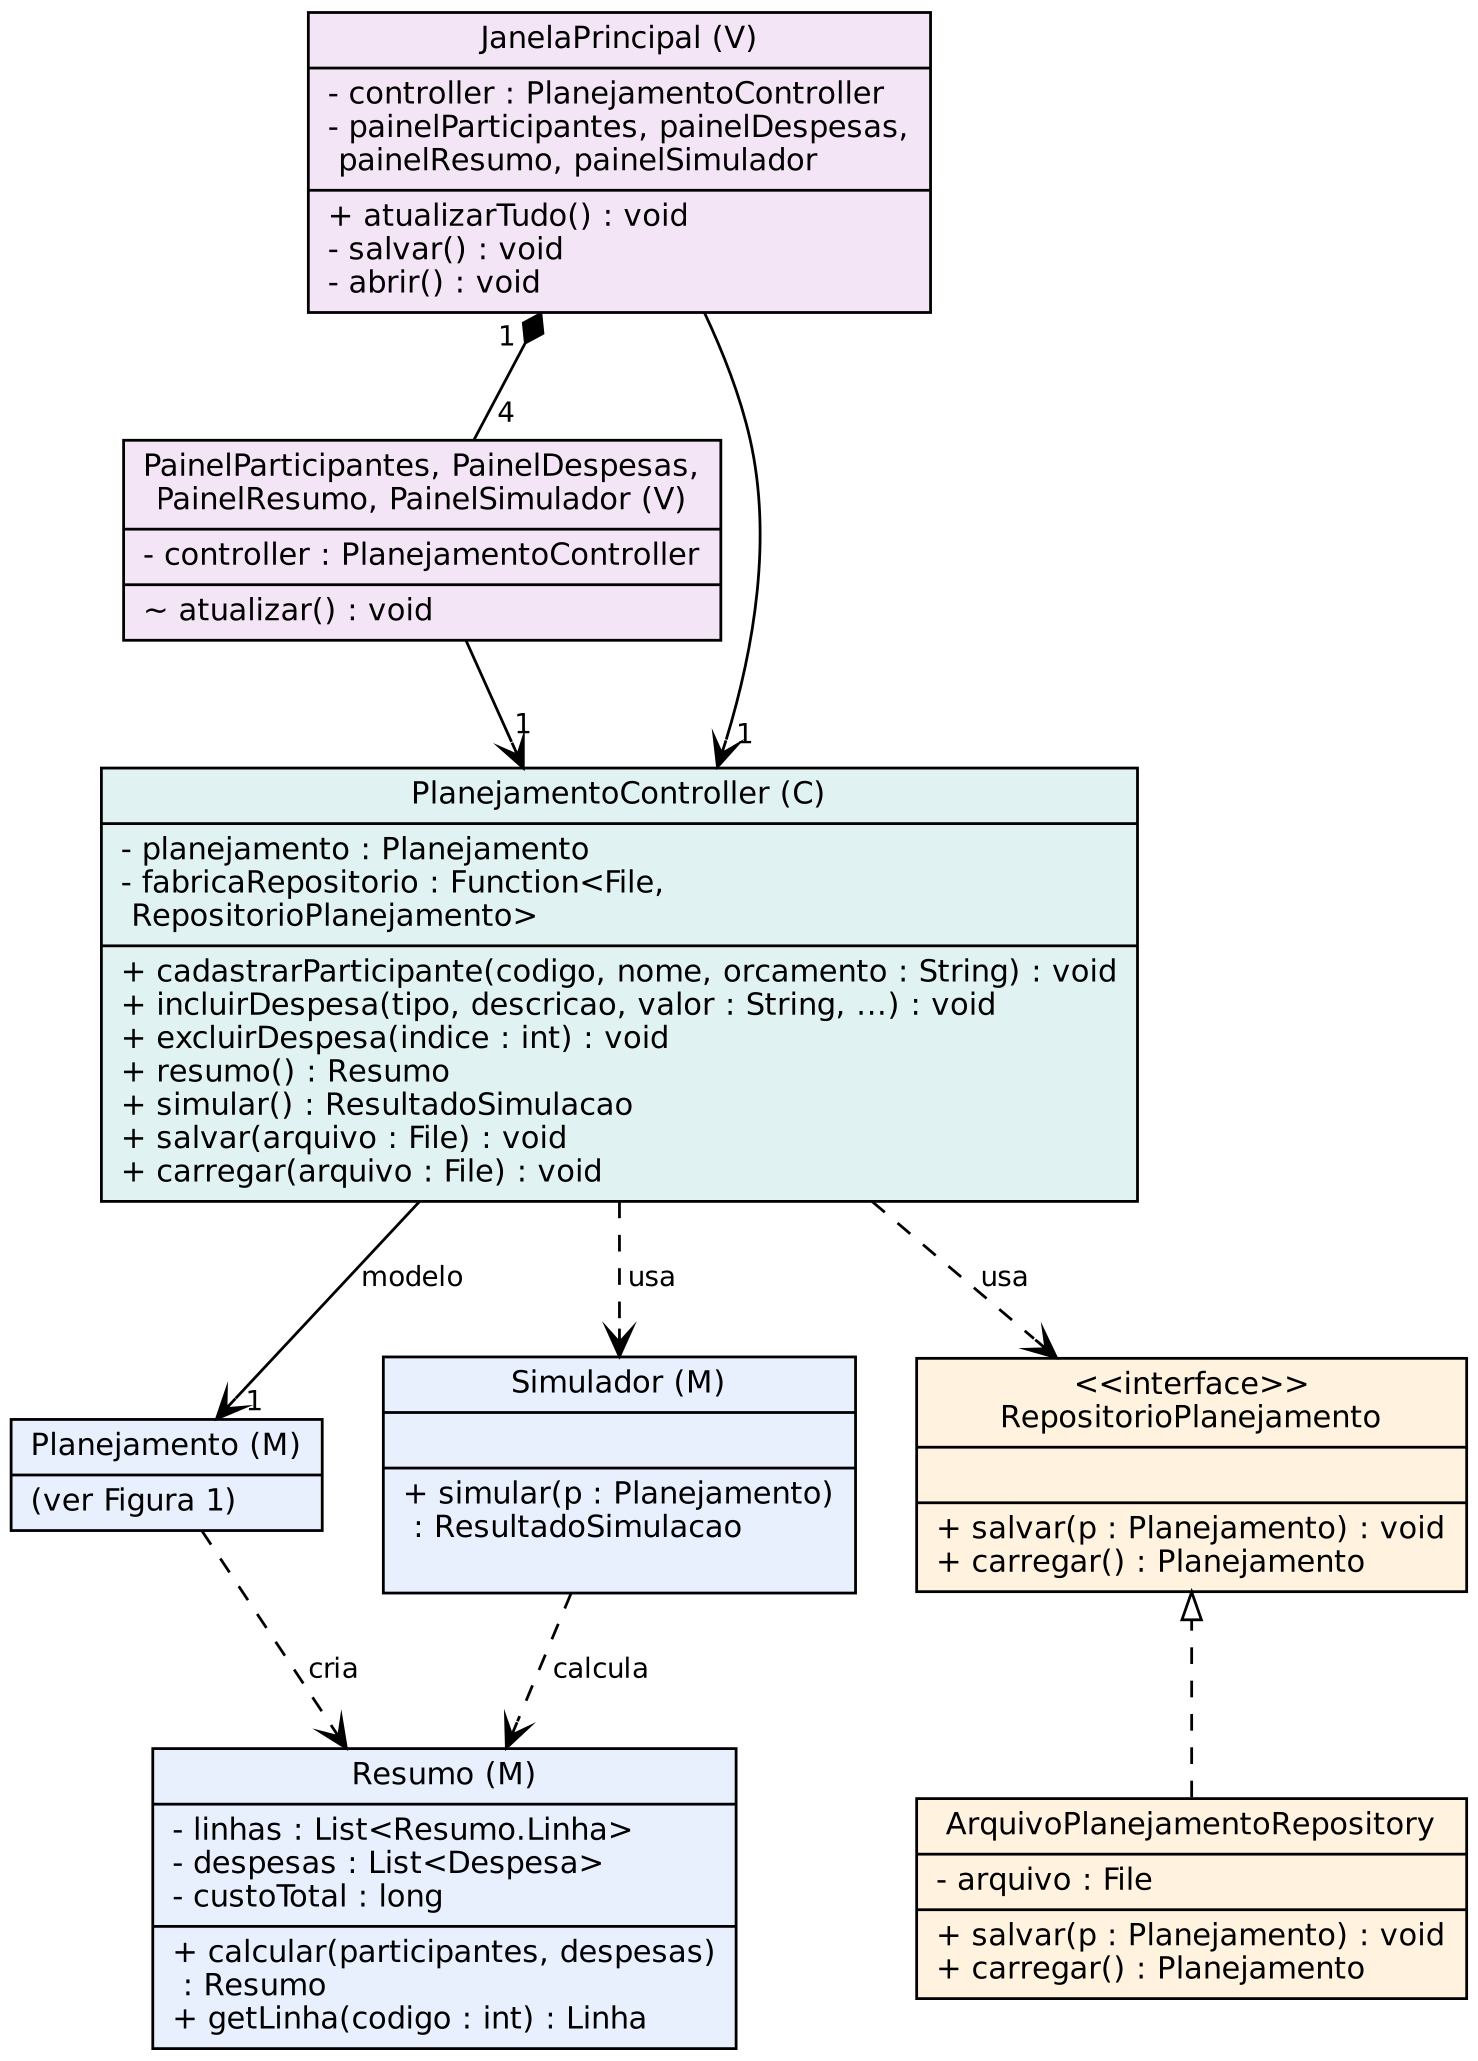 JanelaPrincipal (V)
- controller : PlanejamentoController
- painelParticipantes, painelDespesas,
painelResumo, painelSimulador
+ atualizarTudo() : void
- salvar() : void
- abrir() : void
1
4
PainelParticipantes, PainelDespesas,
PainelResumo, PainelSimulador (V)
- controller : PlanejamentoController
~ atualizar() : void
1
1
PlanejamentoController (C)
- planejamento : Planejamento
- fabricaRepositorio : Function<File,
RepositorioPlanejamento>
+ cadastrarParticipante(codigo, nome, orcamento : String) : void
+ incluirDespesa(tipo, descricao, valor : String, ...) : void
+ excluirDespesa(indice : int) : void
+ resumo() : Resumo
+ simular() : ResultadoSimulacao
+ salvar(arquivo : File) : void
+ carregar(arquivo : File) : void
modelo
usa
usa
1
Planejamento (M)
(ver Figura 1)
Simulador (M)
+ simular(p : Planejamento)
: ResultadoSimulacao
<<interface>>
RepositorioPlanejamento
+ salvar(p : Planejamento) : void
+ carregar() : Planejamento
cria
calcula
Resumo (M)
- linhas : List<Resumo.Linha>
- despesas : List<Despesa>
- custoTotal : long
+ calcular(participantes, despesas)
: Resumo
+ getLinha(codigo : int) : Linha
ArquivoPlanejamentoRepository
- arquivo : File
+ salvar(p : Planejamento) : void
+ carregar() : Planejamento